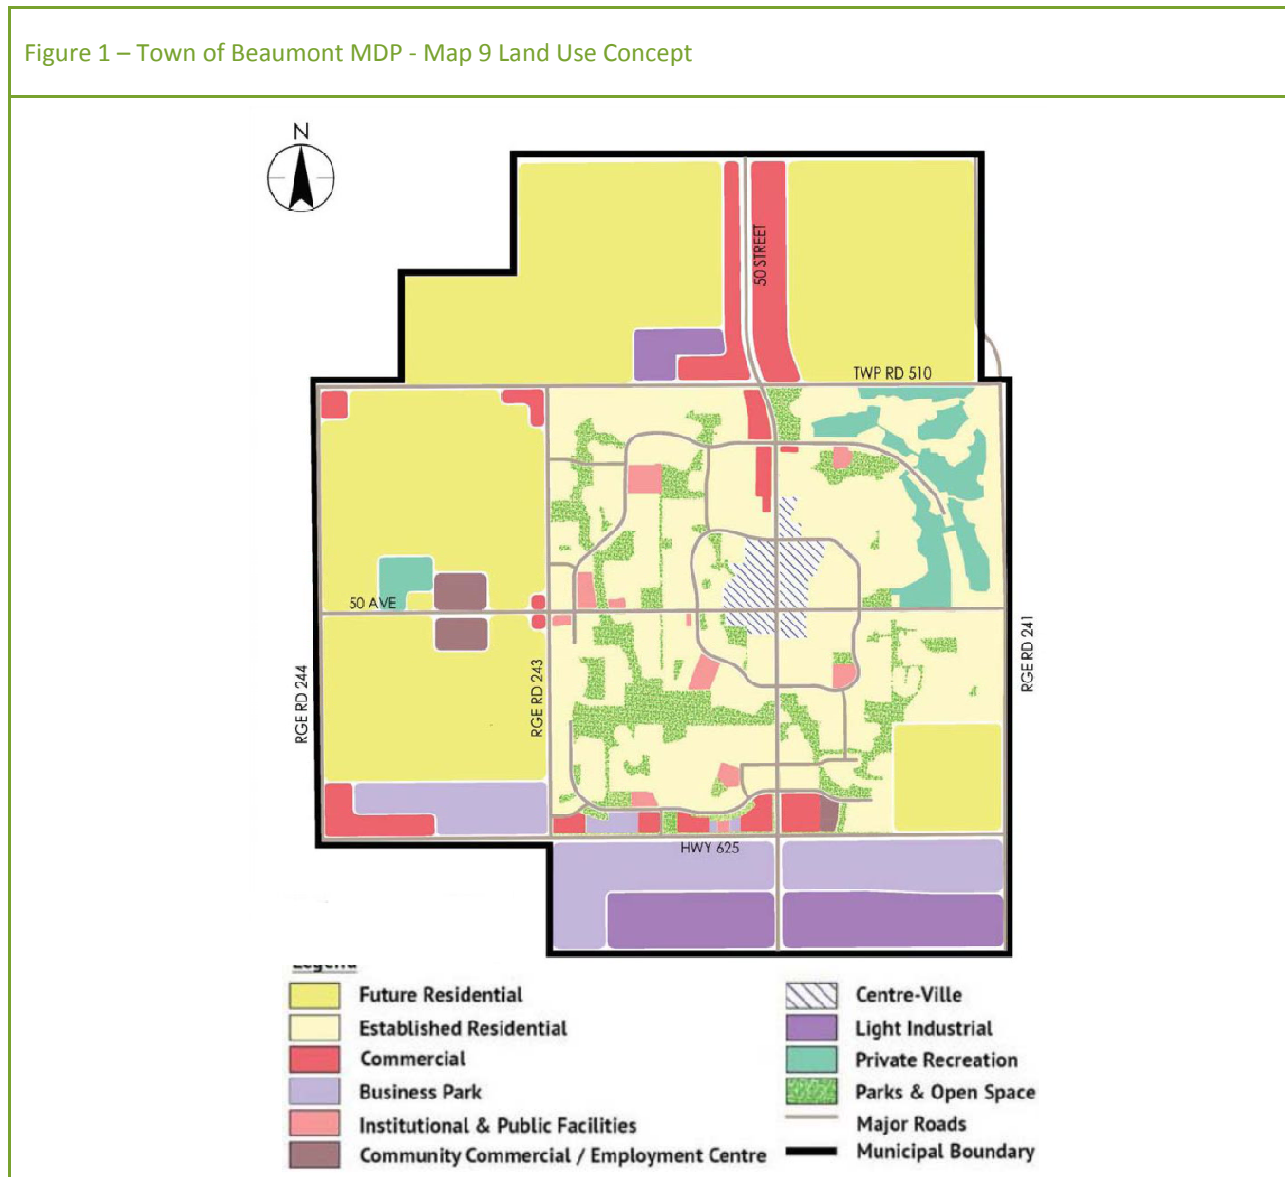 Figure 1 – Town of Beaumont MDP - Map 9 Land Use Concept
N
50 STREET
TWP RD 510
50 AVE
RGE RD 244
RGE RD 243
RGE RD 241
HWY 625
Legend
Future Residential
Established Residential
Commercial
Business Park
Institutional & Public Facilities
Community Commercial / Employment Centre
Centre-Ville
Light Industrial
Private Recreation
Parks & Open Space
Major Roads
Municipal Boundary